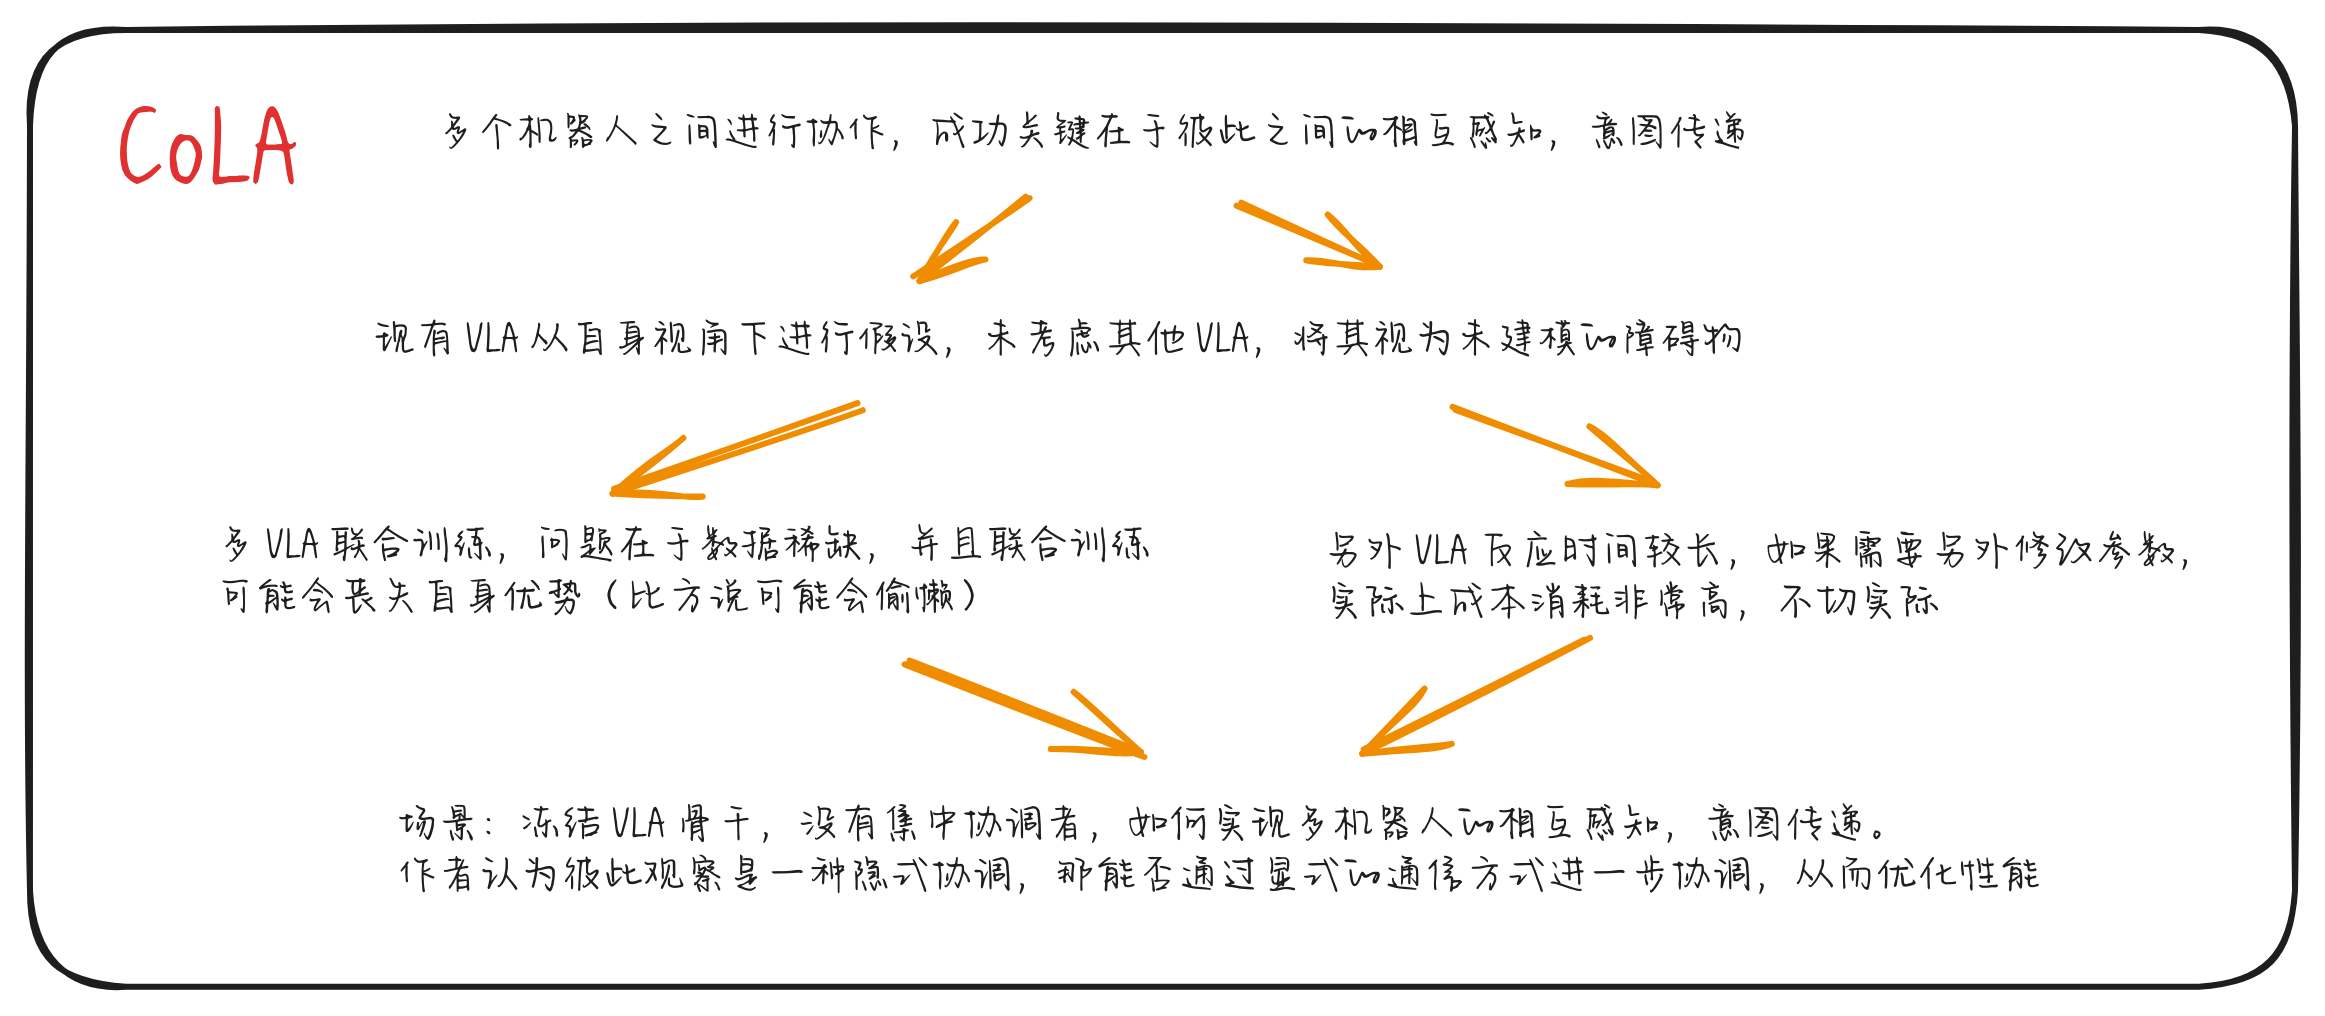 CoLA
多个机器人之间进行协作，成功关键在于彼此之间的相互感知，意图传递
现有VLA从自身视角下进行假设，未考虑其他VLA，将其视为未建模的障碍物
多 VLA联合训练，问题在于数据稀缺，并且联合训练
可能会丧失自身优势（比方说可能会偷懒）
另外VLA 反应时间较长，如果需要另外修改参数，
实际上成本消耗非常高，不切实际
场景：冻结VLA骨干，没有集中协调者，如何实现多机器人的相互感知，意图传递。
作者认为彼此观察是一种隐式协调，那能否通过显式的通信方式进一步协调，从而优化性能